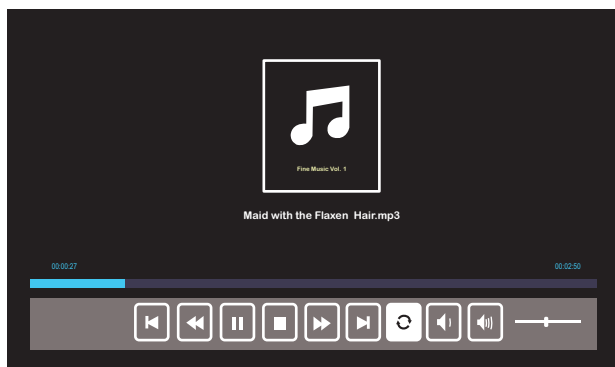 Fine Music Vol. 1
Maid with the Flaxen  Hair.mp3
00:00:27
00:02:50